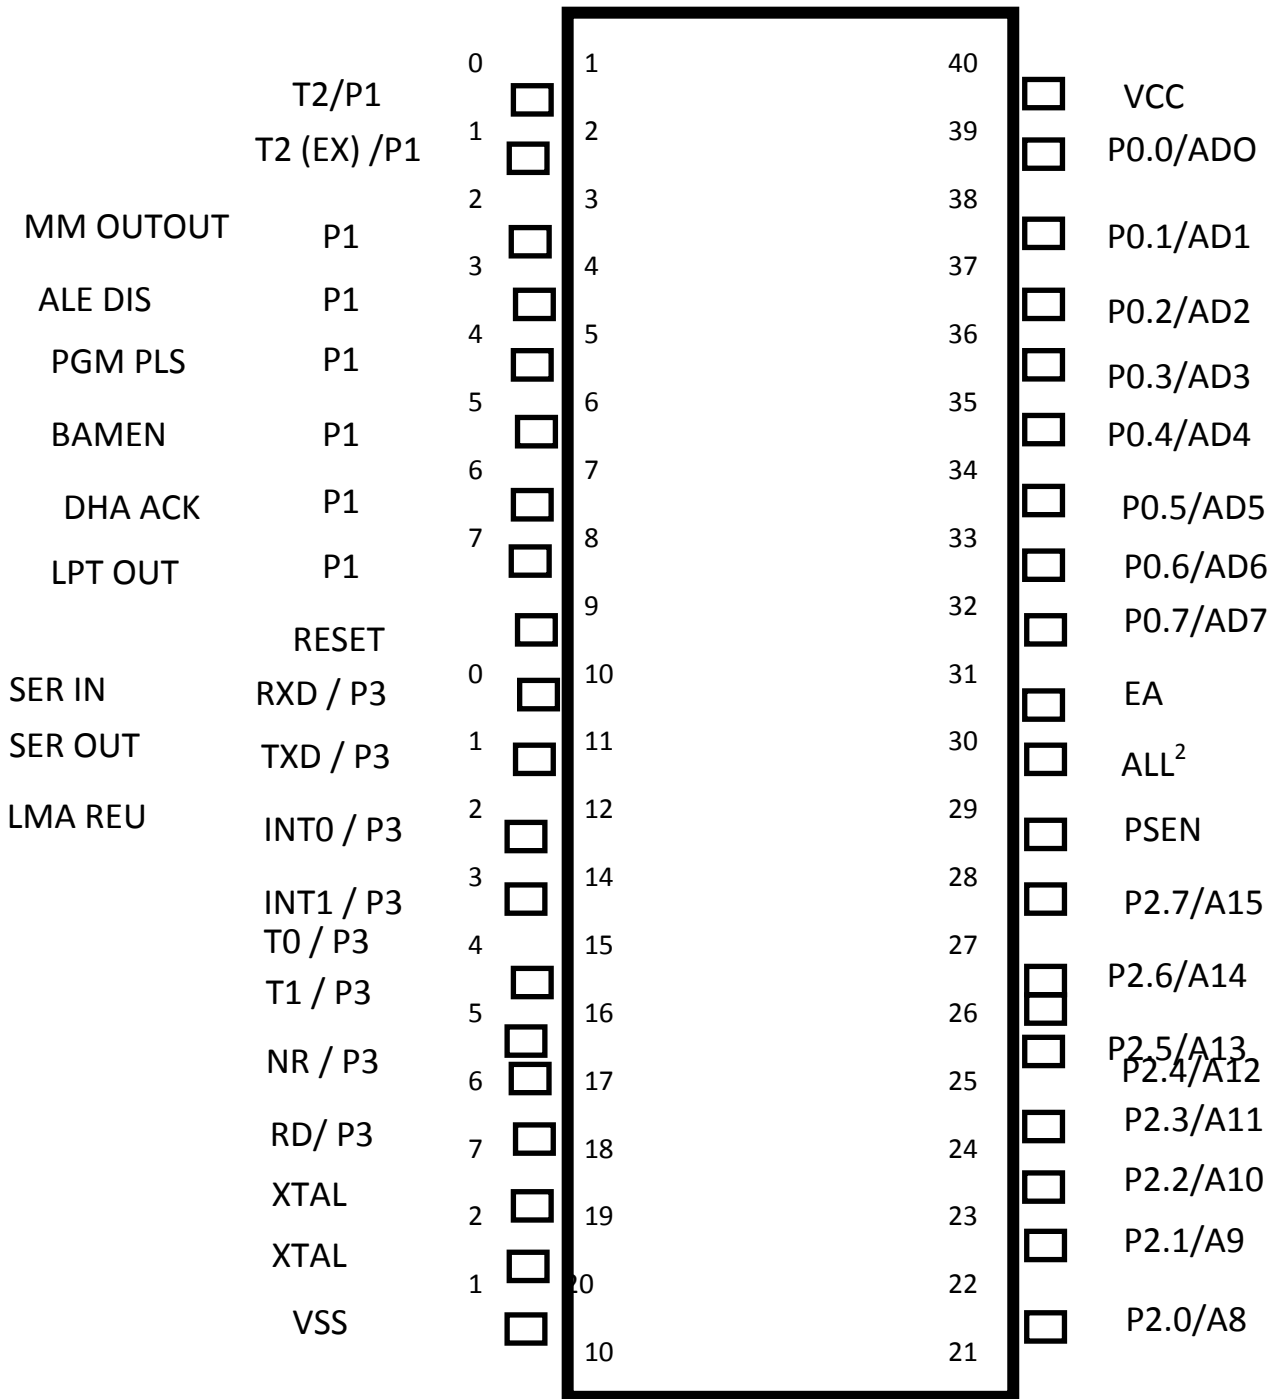 0 1 40
T2/P1 VCC
1 2 39
T2 (EX) /P1 P0.0/ADO
2 3 38
MM OUTOUT P1 P0.1/AD1
3 4 37
ALE DIS P1 P0.2/AD2
4 5 36
PGM PLS P1 P0.3/AD3
5 6 35
BAMEN P1 P0.4/AD4
6 7 34
DHA ACK P1 P0.5/AD5
7 8 33
LPT OUT P1 P0.6/AD6
9 32
RESET P0.7/AD7
0 10 31
SER IN RXD / P3 EA
1 11 30
SER OUT TXD / P3 ALL²
2 12 29
LMA REU INT0 / P3 PSEN
3 14 28
INT1 / P3 P2.7/A15
T0 / P3
4 15 27
T1 / P3 P2.6/A14
5 16 26
NR / P3 P2.5/A13
P2.4/A12
6 17 25
RD/ P3 P2.3/A11
7 18 24
XTAL P2.2/A10
2 19 23
XTAL P2.1/A9
1 20 22
VSS P2.0/A8
10 21